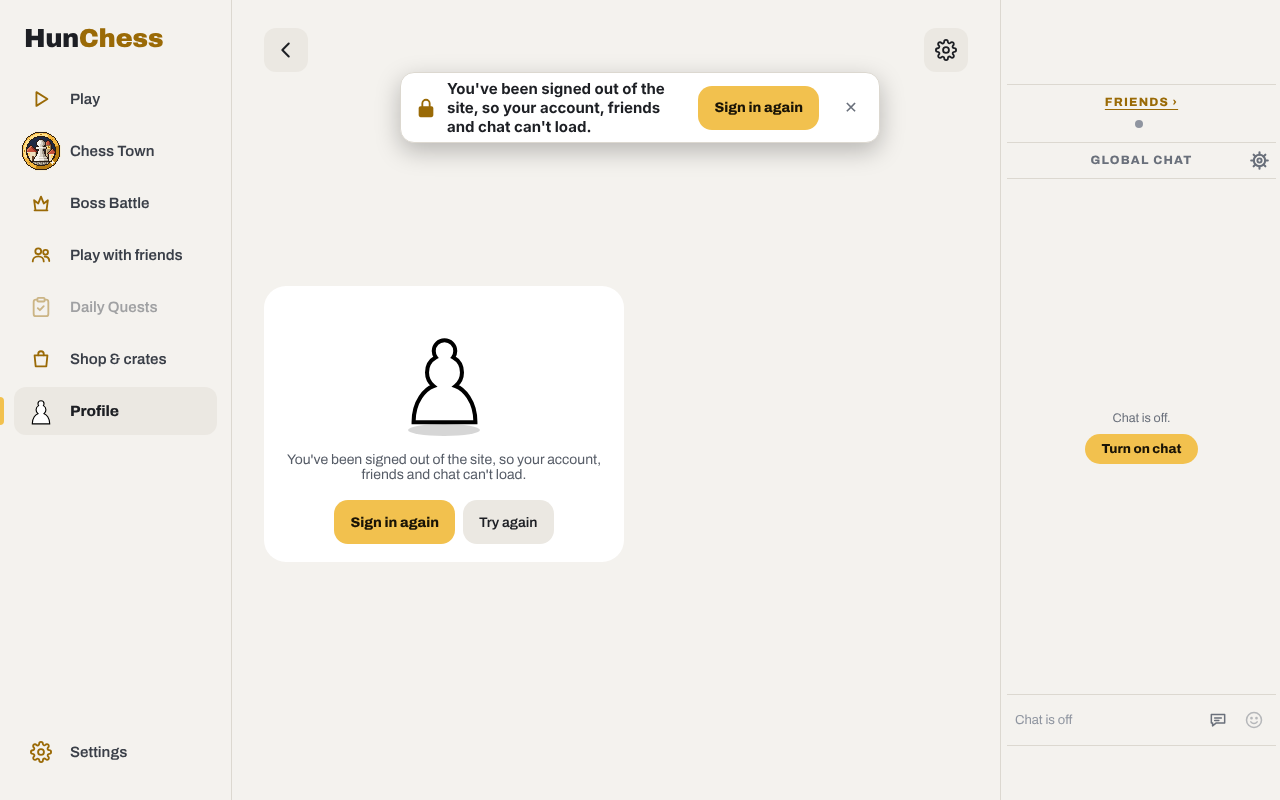 HunChess
Play
Chess Town
Boss Battle
Play with friends
Daily Quests
Shop & crates
Profile
Settings
You've been signed out of the
site, so your account, friends
and chat can't load.
Sign in again
×
You've been signed out of the site, so your account,
friends and chat can't load.
Sign in again
Try again
FRIENDS ›
GLOBAL CHAT
Chat is off.
Turn on chat
Chat is off